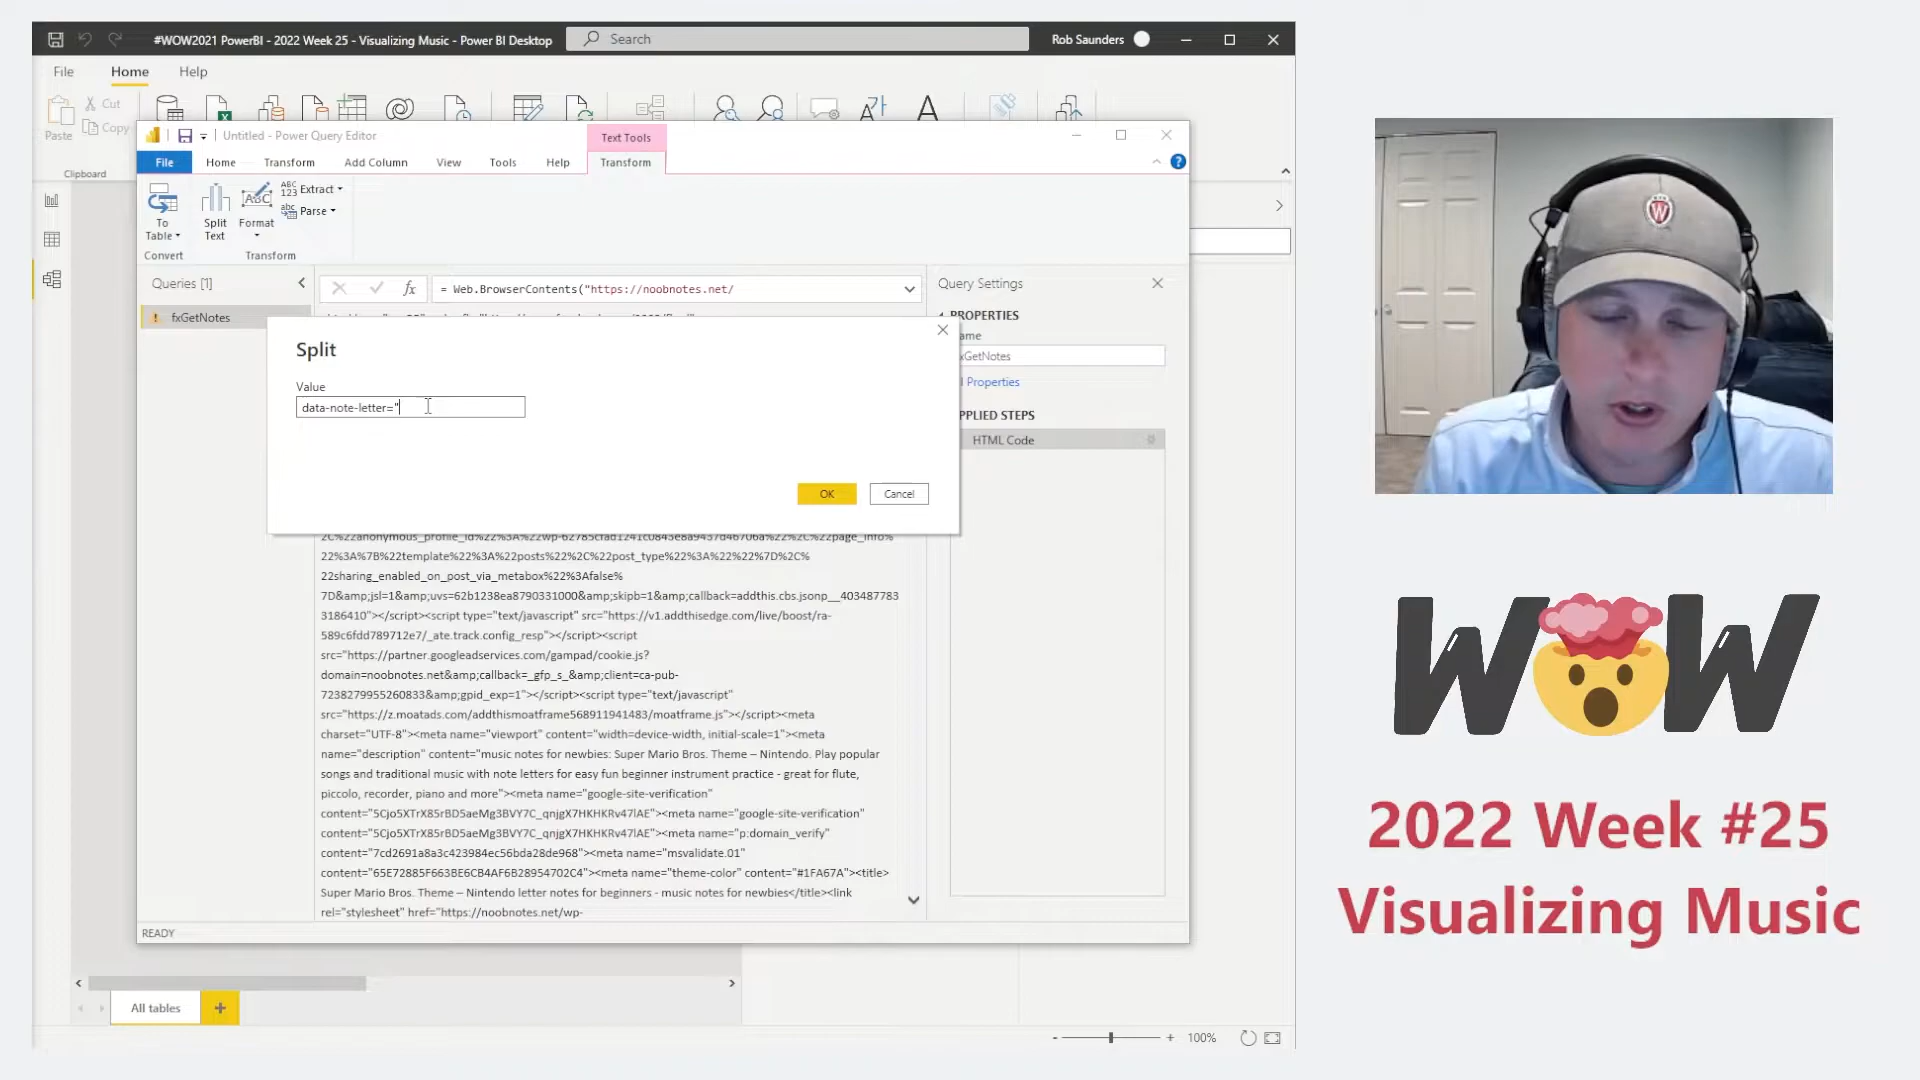 #WOW2021 PowerBI - 2022 Week 25 - Visualizing Music - Power BI Desktop
Search
Rob Saunders
File Home Help
Paste
Cut
Copy
Clipboard
Untitled - Power Query Editor
Text Tools
File Home Transform Add Column View Tools Help Transform
To Table
Split Text
Format
Extract
Parse
Convert
Transform
Queries [1]
fxGetNotes
= Web.BrowserContents("https://noobnotes.net/
Query Settings
PROPERTIES
ame
xGetNotes
l Properties
PPLIED STEPS
HTML Code
Split
Value
data-note-letter="
OK
Cancel
22%3A%7B%22template%22%3A%22posts%22%2C%22post_type%22%3A%22%22%7D%2C%
22sharing_enabled_on_post_via_metabox%22%3Afalse%
7D&amp;jsl=1&amp;uvs=62b1238ea8790331000&amp;skipb=1&amp;callback=addthis.cbs.jsonp__403487783
3186410"></script><script type="text/javascript" src="https://v1.addthisedge.com/live/boost/ra-
589c6fdd789712e7/_ate.track.config_resp"></script><script
src="https://partner.googleadservices.com/gampad/cookie.js?
domain=noobnotes.net&amp;callback=_gfp_s_&amp;client=ca-pub-
7238279955260833&amp;gpid_exp=1"></script><script type="text/javascript"
src="https://z.moatads.com/addthismoatframe568911941483/moatframe.js"></script><meta
charset="UTF-8"><meta name="viewport" content="width=device-width, initial-scale=1"><meta
name="description" content="music notes for newbies: Super Mario Bros. Theme – Nintendo. Play popular
songs and traditional music with note letters for easy fun beginner instrument practice - great for flute,
piccolo, recorder, piano and more"><meta name="google-site-verification"
content="5Cjo5XTrX85rBD5aeMg3BVY7C_qnjgX7HKHKRv47lAE"><meta name="google-site-verification"
content="5Cjo5XTrX85rBD5aeMg3BVY7C_qnjgX7HKHKRv47lAE"><meta name="p:domain_verify"
content="7cd2691a8a3c423984ec56bda28de968"><meta name="msvalidate.01"
content="65E72885F663BE6CB4AF6B28954702C4"><meta name="theme-color" content="#1FA67A"><title>
Super Mario Bros. Theme – Nintendo letter notes for beginners - music notes for newbies</title><link
rel="stylesheet" href="https://noobnotes.net/wp-
READY
All tables
100%
W W
2022 Week #25
Visualizing Music